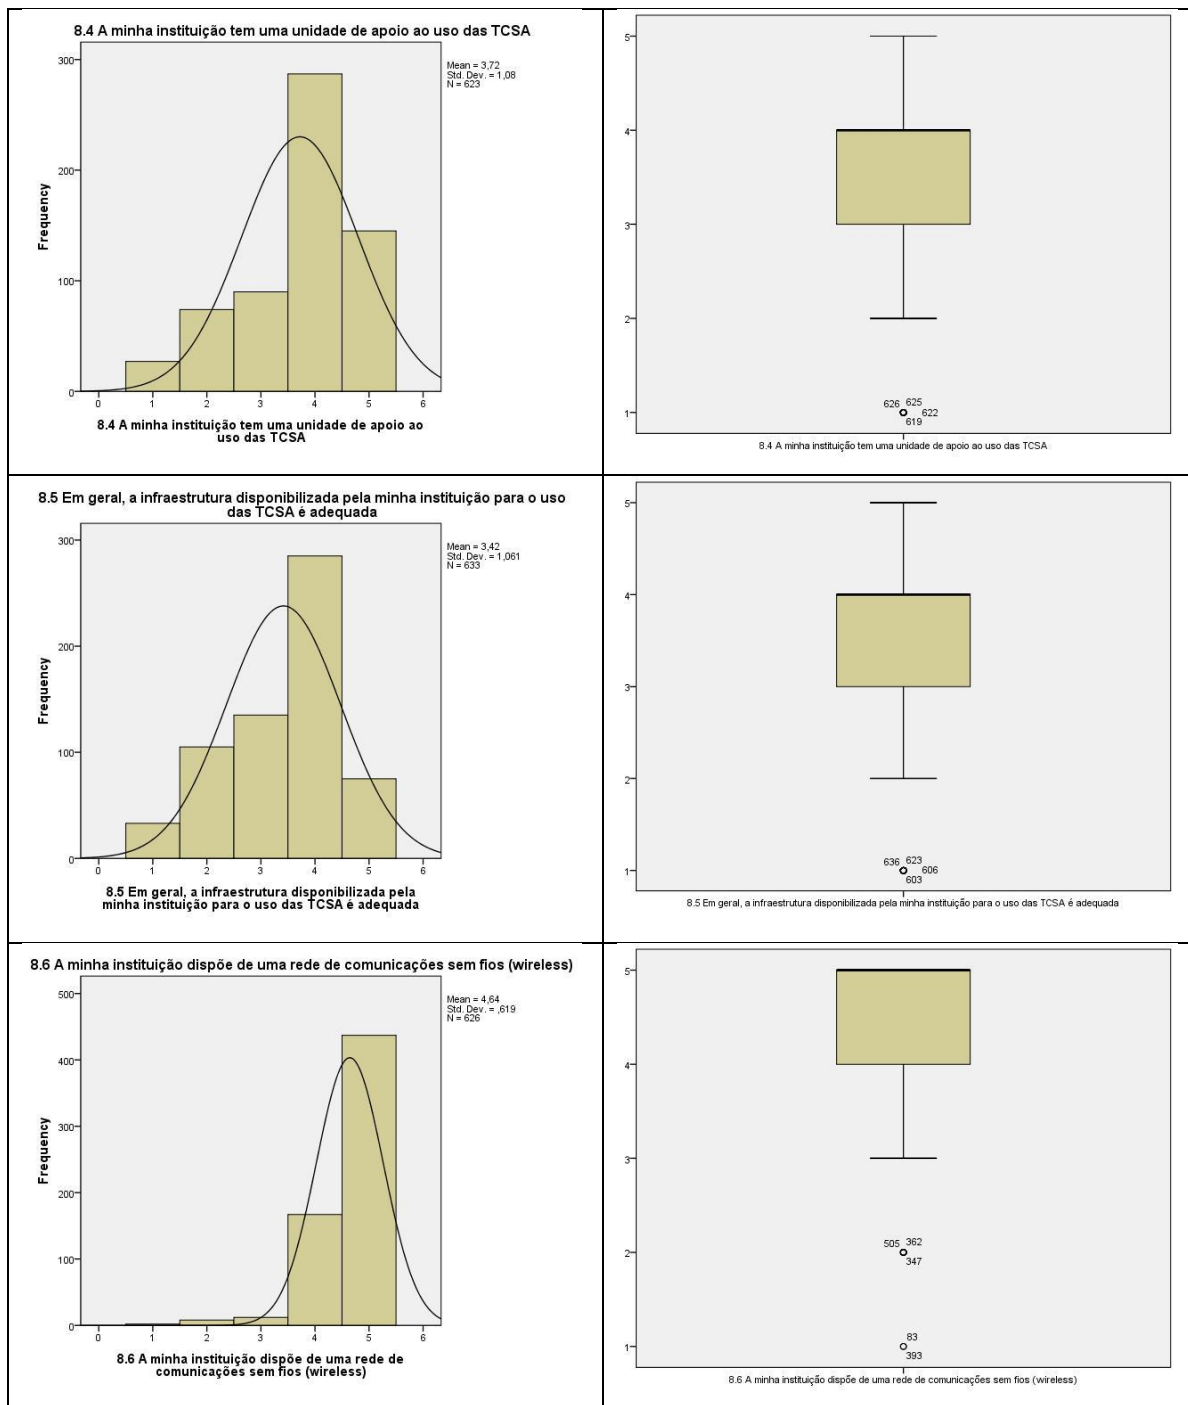 8.4 A minha instituição tem uma unidade de apoio ao uso das TCSA
Mean = 3,72
Std. Dev. = 1,08
N = 623
300
200
100
0
Frequency
0 1 2 3 4 5 6
8.4 A minha instituição tem uma unidade de apoio ao
uso das TCSA
5
4
3
2
1
626 625
622
619
8.4 A minha instituição tem uma unidade de apoio ao uso das TCSA
8.5 Em geral, a infraestrutura disponibilizada pela minha instituição para o uso
das TCSA é adequada
Mean = 3,42
Std. Dev. = 1,061
N = 633
300
200
100
0
Frequency
0 1 2 3 4 5 6
8.5 Em geral, a infraestrutura disponibilizada pela
minha instituição para o uso das TCSA é adequada
5
4
3
2
1
636 623
606
603
8.5 Em geral, a infraestrutura disponibilizada pela minha instituição para o uso das TCSA é adequada
8.6 A minha instituição dispõe de uma rede de comunicações sem fios (wireless)
Mean = 4,64
Std. Dev. = ,619
N = 626
500
400
300
200
100
0
Frequency
0 1 2 3 4 5 6
8.6 A minha instituição dispõe de uma rede de
comunicações sem fios (wireless)
5
4
3
2
1
505 362
347
83
393
8.6 A minha instituição dispõe de uma rede de comunicações sem fios (wireless)